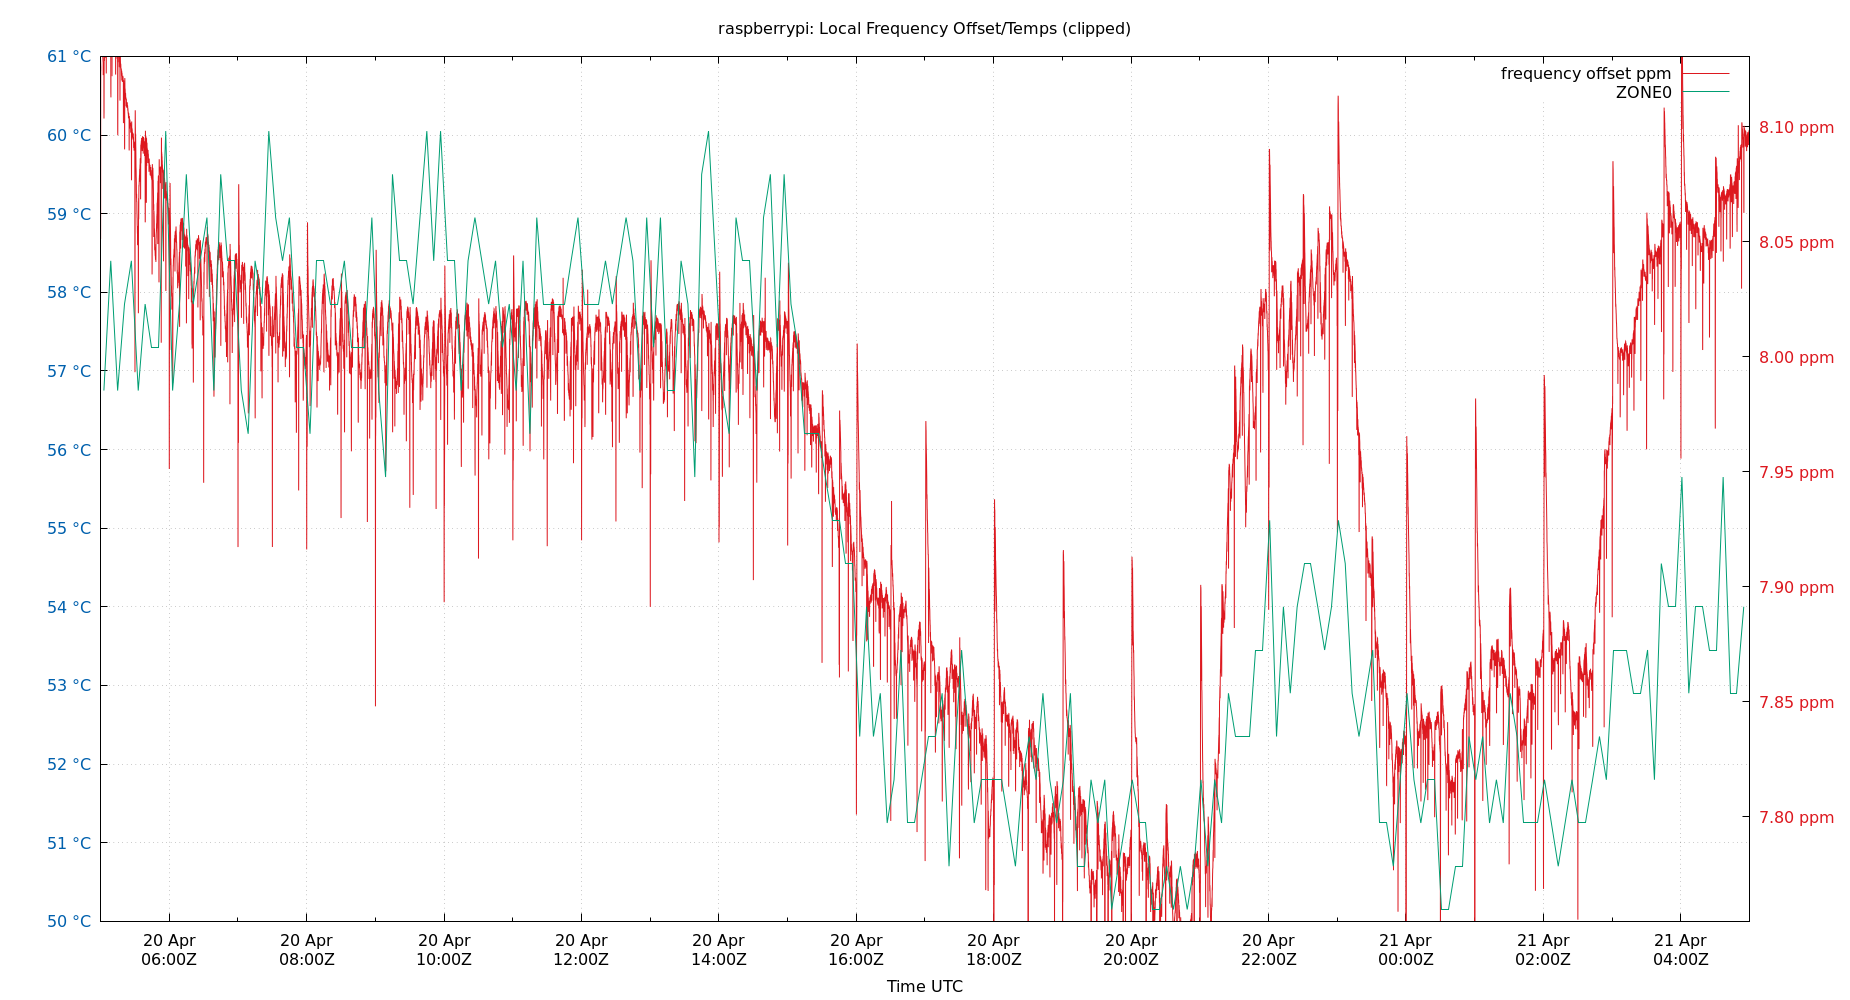 raspberrypi: Local Frequency Offset/Temps (clipped)
61 °C
60 °C
59 °C
58 °C
57 °C
56 °C
55 °C
54 °C
53 °C
52 °C
51 °C
50 °C
frequency offset ppm
ZONE0
8.10 ppm
8.05 ppm
8.00 ppm
7.95 ppm
7.90 ppm
7.85 ppm
7.80 ppm
20 Apr
06:00Z
20 Apr
08:00Z
20 Apr
10:00Z
20 Apr
12:00Z
20 Apr
14:00Z
20 Apr
16:00Z
20 Apr
18:00Z
20 Apr
20:00Z
20 Apr
22:00Z
21 Apr
00:00Z
21 Apr
02:00Z
21 Apr
04:00Z
Time UTC